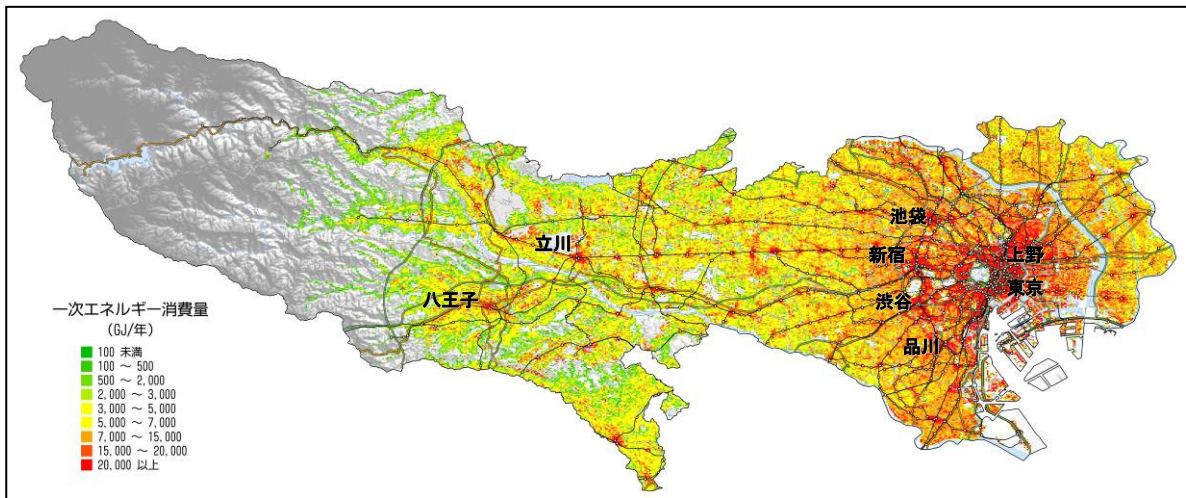 池袋
新宿
上野
立川
渋谷
東京
八王子
品川
一次エネルギー消費量
(GJ/年)
100 未満
100 ～ 500
500 ～ 2,000
2,000 ～ 3,000
3,000 ～ 5,000
5,000 ～ 7,000
7,000 ～ 15,000
15,000 ～ 20,000
20,000 以上